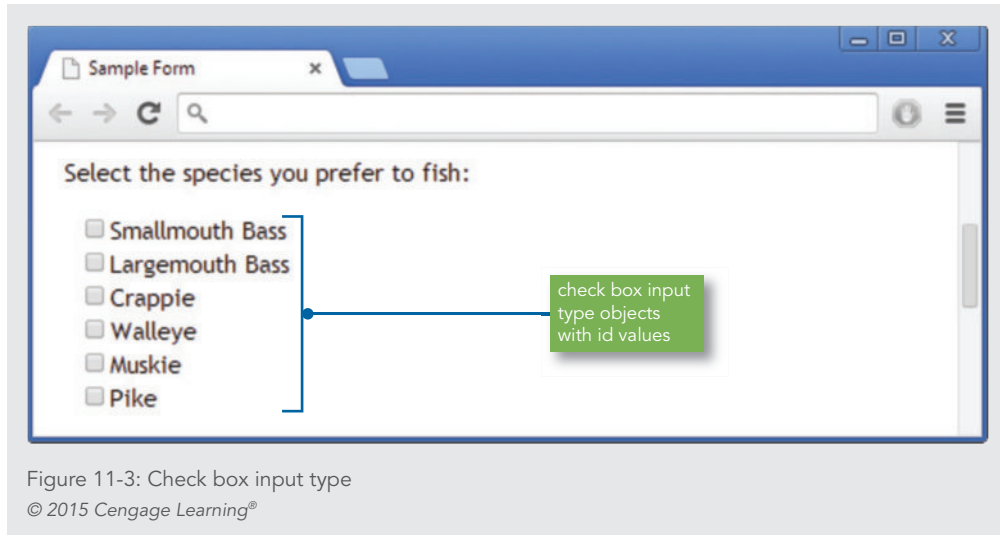 Sample Form
Select the species you prefer to fish:
Smallmouth Bass
Largemouth Bass
Crappie
Walleye
Muskie
Pike
check box input
type objects
with id values
Figure 11-3: Check box input type
© 2015 Cengage Learning®